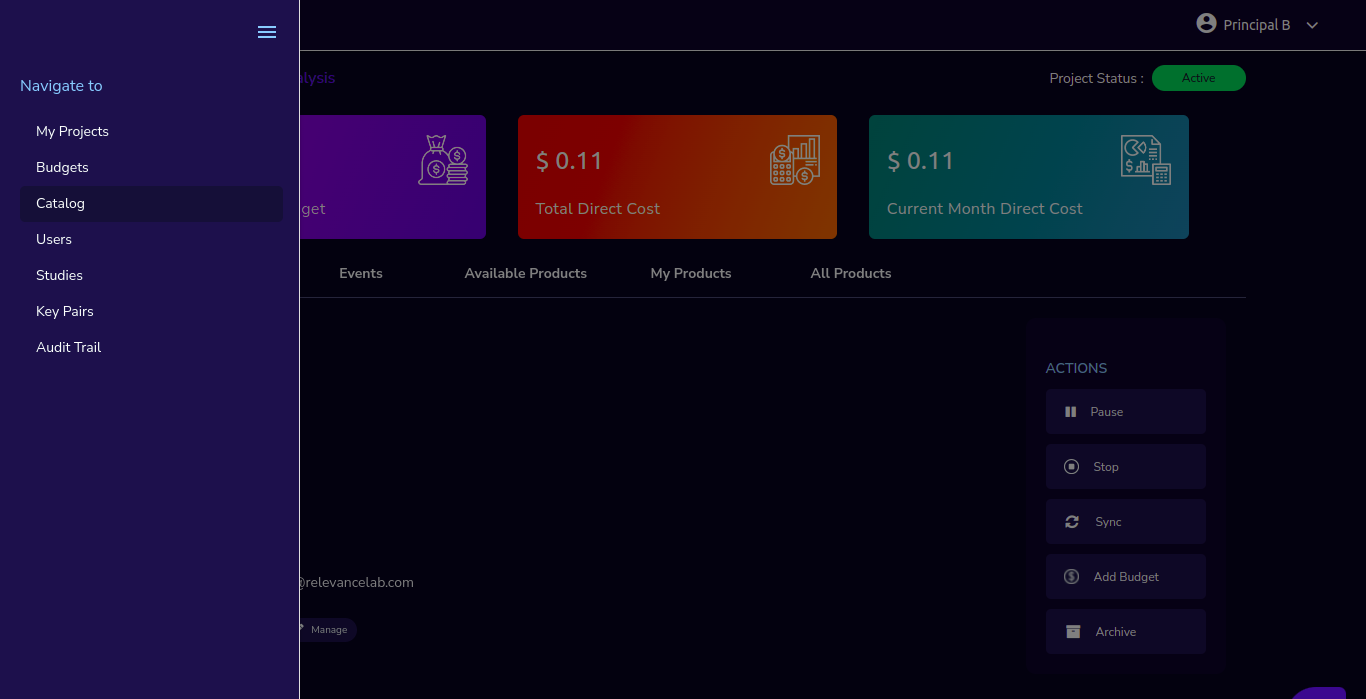 Navigate to
My Projects
Budgets
Catalog
Users
Studies
Key Pairs
Audit Trail
Principal B
alysis
Project Status :
Active
get
$ 0.11
Total Direct Cost
$ 0.11
Current Month Direct Cost
Events
Available Products
My Products
All Products
ACTIONS
Pause
Stop
Sync
Add Budget
Archive
@relevancelab.com
Manage